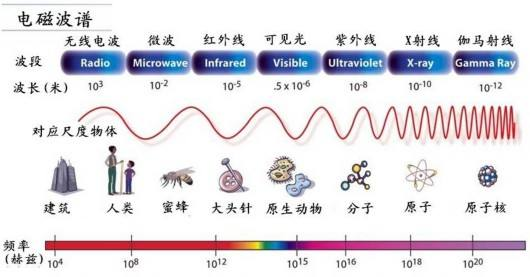 电磁波谱
无线电波 微波 红外线 可见光 紫外线 X射线 伽马射线
波段 Radio Microwave Infrared Visible Ultraviolet X-ray Gamma Ray
波长(米) 10³ 10⁻² 10⁻⁵ .5 x 10⁻⁶ 10⁻⁸ 10⁻¹⁰ 10⁻¹²
对应尺度物体
建筑 人类 蜜蜂 大头针 原生动物 分子 原子 原子核
频率
(赫兹)
10⁴ 10⁸ 10¹² 10¹⁵ 10¹⁶ 10¹⁸ 10²⁰